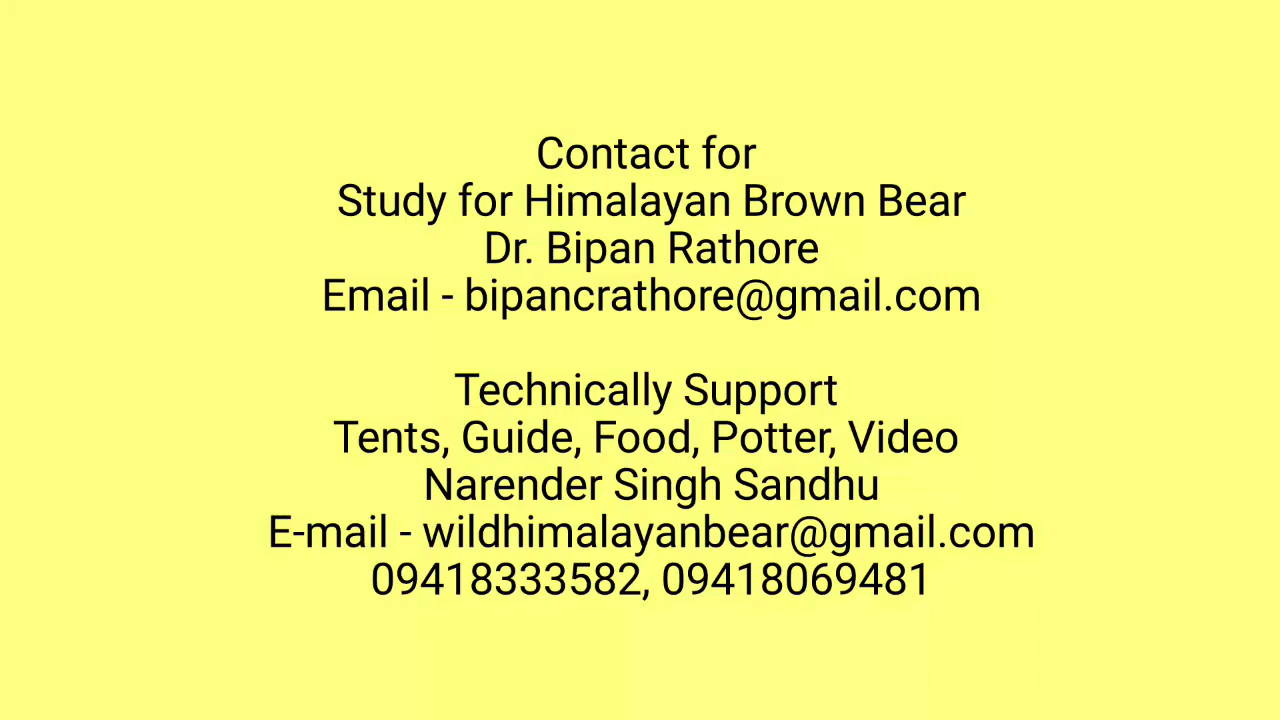 Contact for
Study for Himalayan Brown Bear
Dr. Bipan Rathore
Email - bipancrathore@gmail.com
Technically Support
Tents, Guide, Food, Potter, Video
Narender Singh Sandhu
E-mail - wildhimalayanbear@gmail.com
09418333582, 09418069481